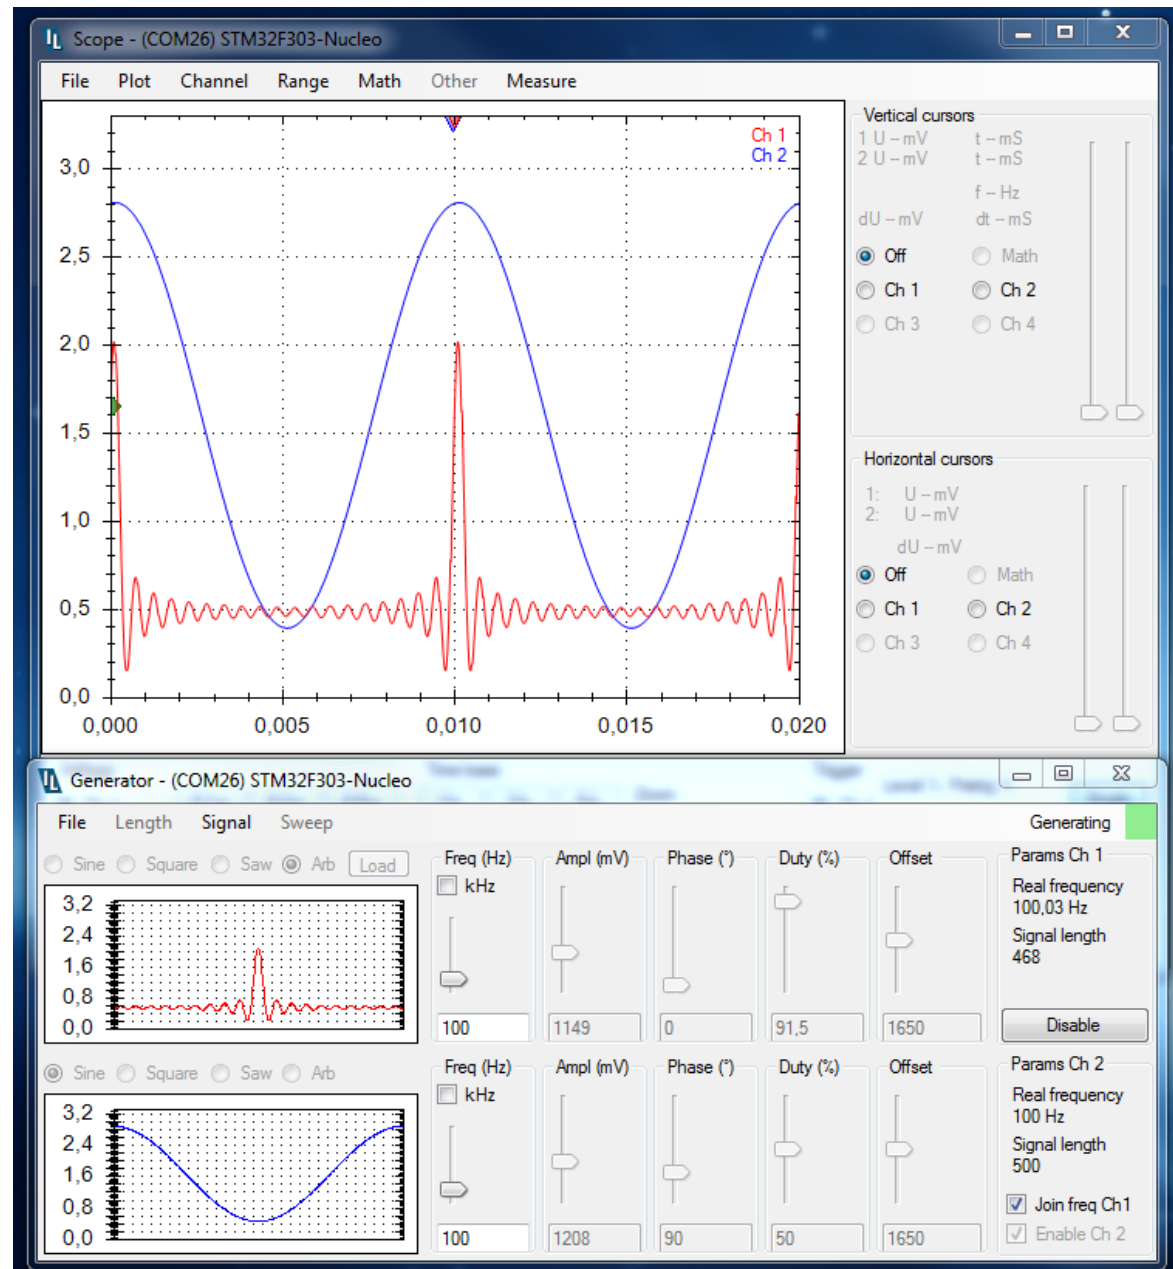 Scope - (COM26) STM32F303-Nucleo
File Plot Channel Range Math Other Measure
Ch 1
Ch 2
3,0
2,5
2,0
1,5
1,0
0,5
0,0
0,000 0,005 0,010 0,015 0,020
Vertical cursors
1 U -- mV t -- mS
2 U -- mV t -- mS
f -- Hz
dU -- mV dt -- mS
Off Math
Ch 1 Ch 2
Ch 3 Ch 4
Horizontal cursors
1: U -- mV
2: U -- mV
dU -- mV
Off Math
Ch 1 Ch 2
Ch 3 Ch 4
Generator - (COM26) STM32F303-Nucleo
File Length Signal Sweep Generating
Sine Square Saw Arb Load
3,2
2,4
1,6
0,8
0,0
Freq (Hz) Ampl (mV) Phase (°) Duty (%) Offset
kHz
100 1149 0 91,5 1650
Params Ch 1
Real frequency
100,03 Hz
Signal length
468
Disable
Sine Square Saw Arb
3,2
2,4
1,6
0,8
0,0
Freq (Hz) Ampl (mV) Phase (°) Duty (%) Offset
kHz
100 1208 90 50 1650
Params Ch 2
Real frequency
100 Hz
Signal length
500
Join freq Ch1
Enable Ch 2